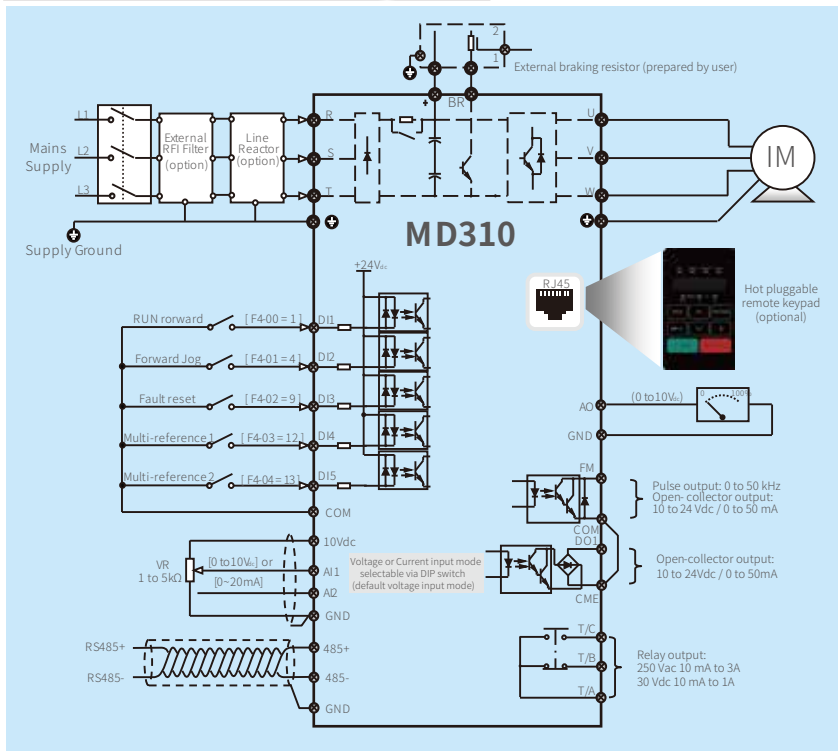 2
1
External braking resistor (prepared by user)
+
BR
L1
L2
L3
Mains
Supply
External
RFI Filter
(option)
Line
Reactor
(option)
R
S
T
U
V
W
IM
Supply Ground
MD310
+24Vdc
RJ45
Hot pluggable
remote keypad
(optional)
RUN rorward
[ F4-00 = 1 ]
DI1
Forward Jog
[ F4-01 = 4 ]
DI2
Fault reset
[ F4-02 = 9 ]
DI3
Multi-reference 1
[ F4-03 = 12 ]
DI4
Multi-reference 2
[ F4-04 = 13 ]
DI5
COM
AO
(0 to10Vdc)
0
100%
GND
FM
Pulse output: 0 to 50 kHz
Open- collector output:
10 to 24 Vdc / 0 to 50 mA
COM
DO1
Open-collector output:
10 to 24Vdc / 0 to 50mA
CME
10Vdc
VR
1 to 5kΩ
[0 to10Vdc] or
[0~20mA]
AI1
AI2
GND
Voltage or Current input mode
selectable via DIP switch
(default voltage input mode)
RS485+
RS485-
485+
485-
GND
T/C
T/B
T/A
Relay output:
250 Vac 10 mA to 3A
30 Vdc 10 mA to 1A